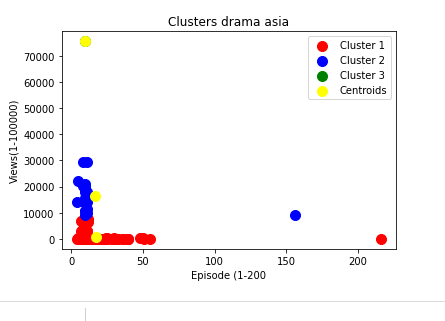 Clusters drama asia
Cluster 1
Cluster 2
Cluster 3
Centroids
70000
60000
50000
40000
30000
20000
10000
0
Views(1-100000)
0 50 100 150 200
Episode (1-200